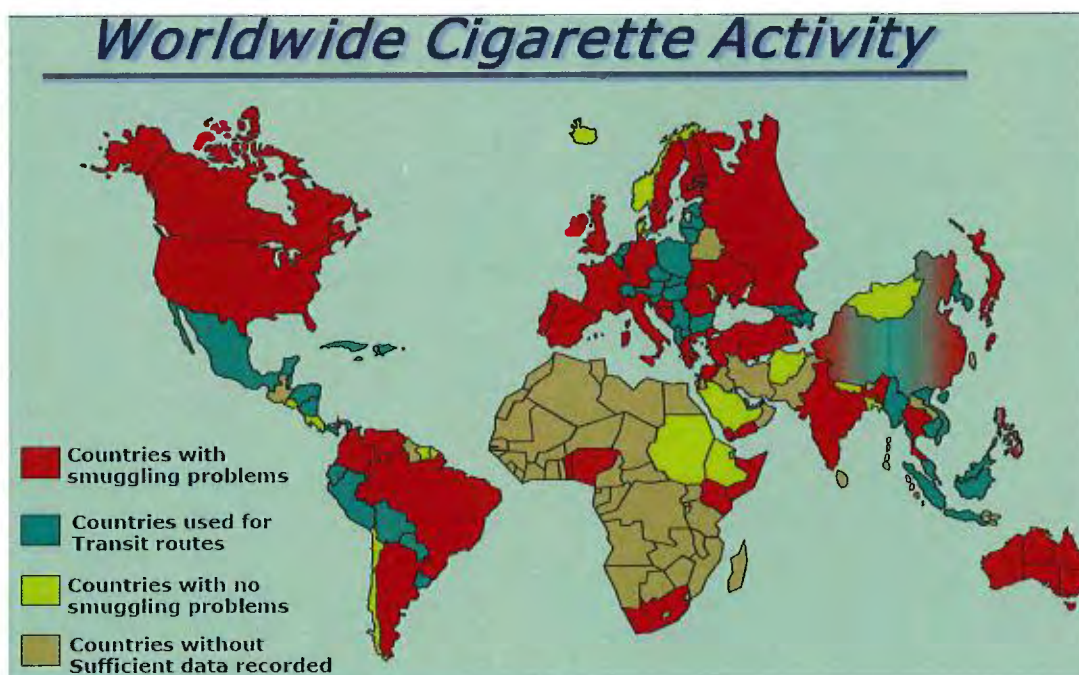 Worldwide Cigarette Activity
Countries with
smuggling problems
Countries used for
Transit routes
Countries with no
smuggling problems
Countries without
Sufficient data recorded